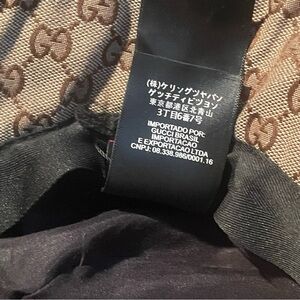 (株)ケリングジャパン
グッチディビジョン
東京都港区北青山
3丁目6番7号
IMPORTADO POR:
GUCCI BRASIL
IMPORTACAO
E EXPORTACAO LTDA
CNPJ: 08.338.986/0001.16